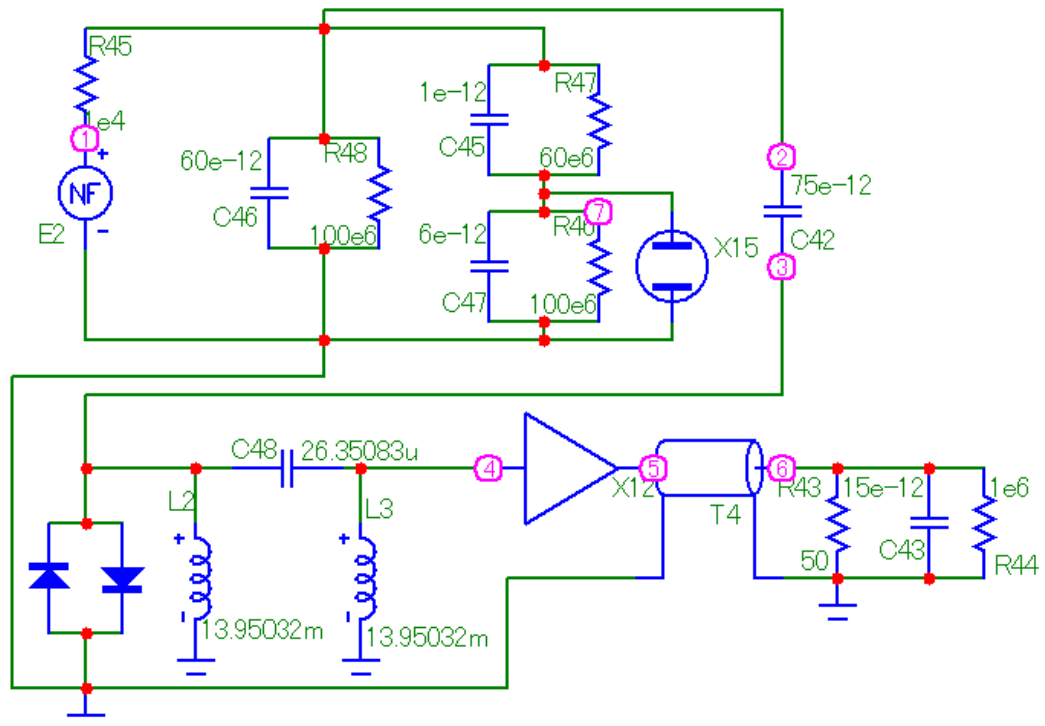 R45
1e4
1
+
NF
E2
-
60e-12
R48
C46
100e6
1e-12
R47
C45
60e6
7
6e-12
R46
C47
100e6
X15
2
75e-12
C42
3
C48
26.35083u
L2
+
-
13.95032m
L3
+
-
13.95032m
4
X12
5
T4
6
R43
50
15e-12
C43
1e6
R44